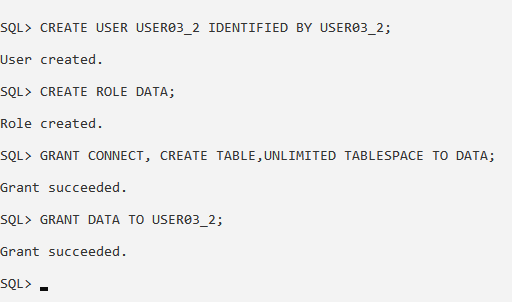 SQL> CREATE USER USER03_2 IDENTIFIED BY USER03_2;
User created.
SQL> CREATE ROLE DATA;
Role created.
SQL> GRANT CONNECT, CREATE TABLE,UNLIMITED TABLESPACE TO DATA;
Grant succeeded.
SQL> GRANT DATA TO USER03_2;
Grant succeeded.
SQL>